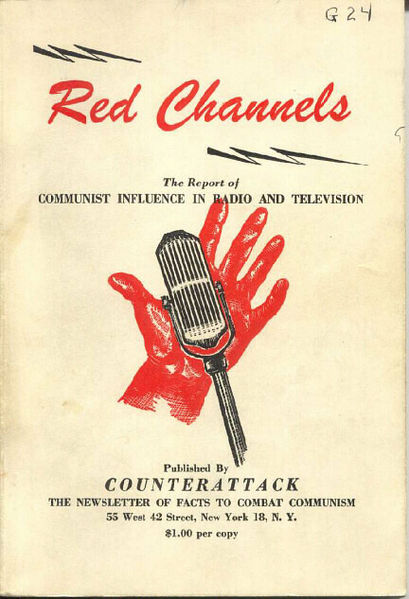 G 24
Red Channels
The Report of
COMMUNIST INFLUENCE IN RADIO AND TELEVISION
Published By
COUNTERATTACK
THE NEWSLETTER OF FACTS TO COMBAT COMMUNISM
55 West 42 Street, New York 18, N. Y.
$1.00 per copy